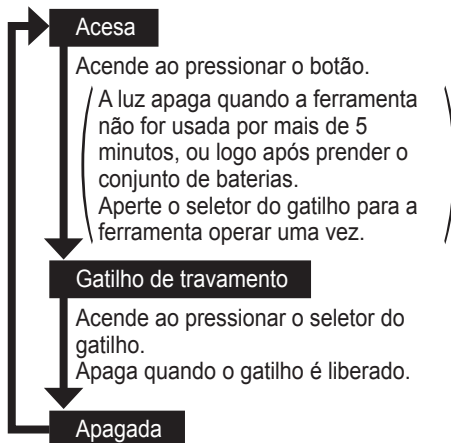 Acesa
Acende ao pressionar o botão.
A luz apaga quando a ferramenta
não for usada por mais de 5
minutos, ou logo após prender o
conjunto de baterias.
Aperte o seletor do gatilho para a
ferramenta operar uma vez.
Gatilho de travamento
Acende ao pressionar o seletor do
gatilho.
Apaga quando o gatilho é liberado.
Apagada